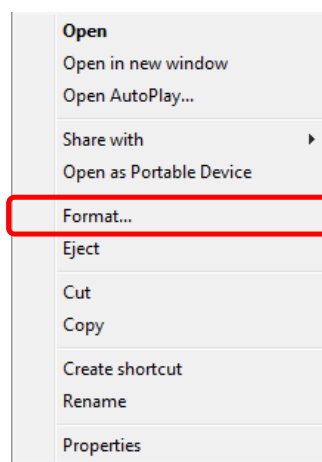 Open
Open in new window
Open AutoPlay...
Share with
Open as Portable Device
Format...
Eject
Cut
Copy
Create shortcut
Rename
Properties